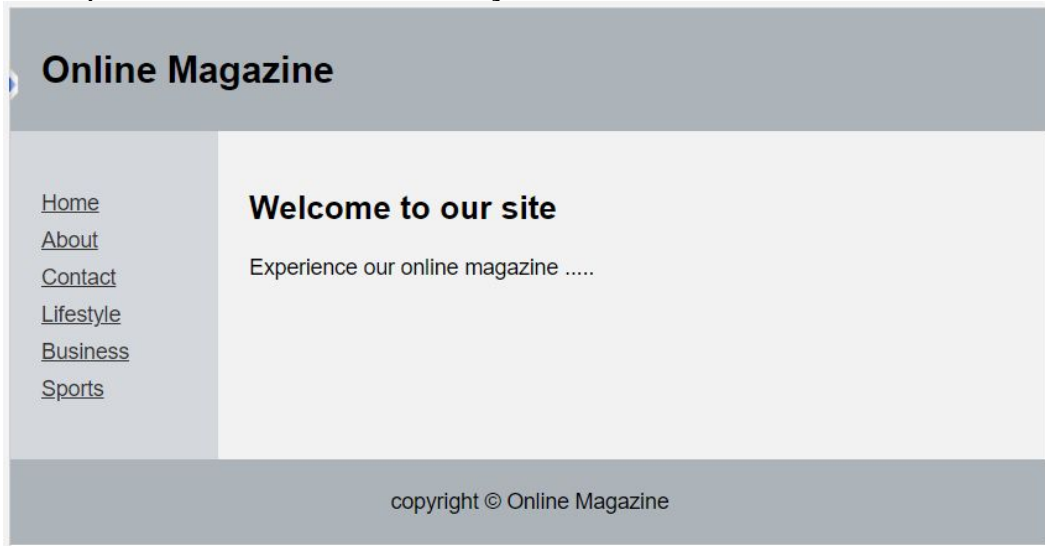 Online Magazine
Home
About
Contact
Lifestyle
Business
Sports
Welcome to our site
Experience our online magazine .....
copyright © Online Magazine